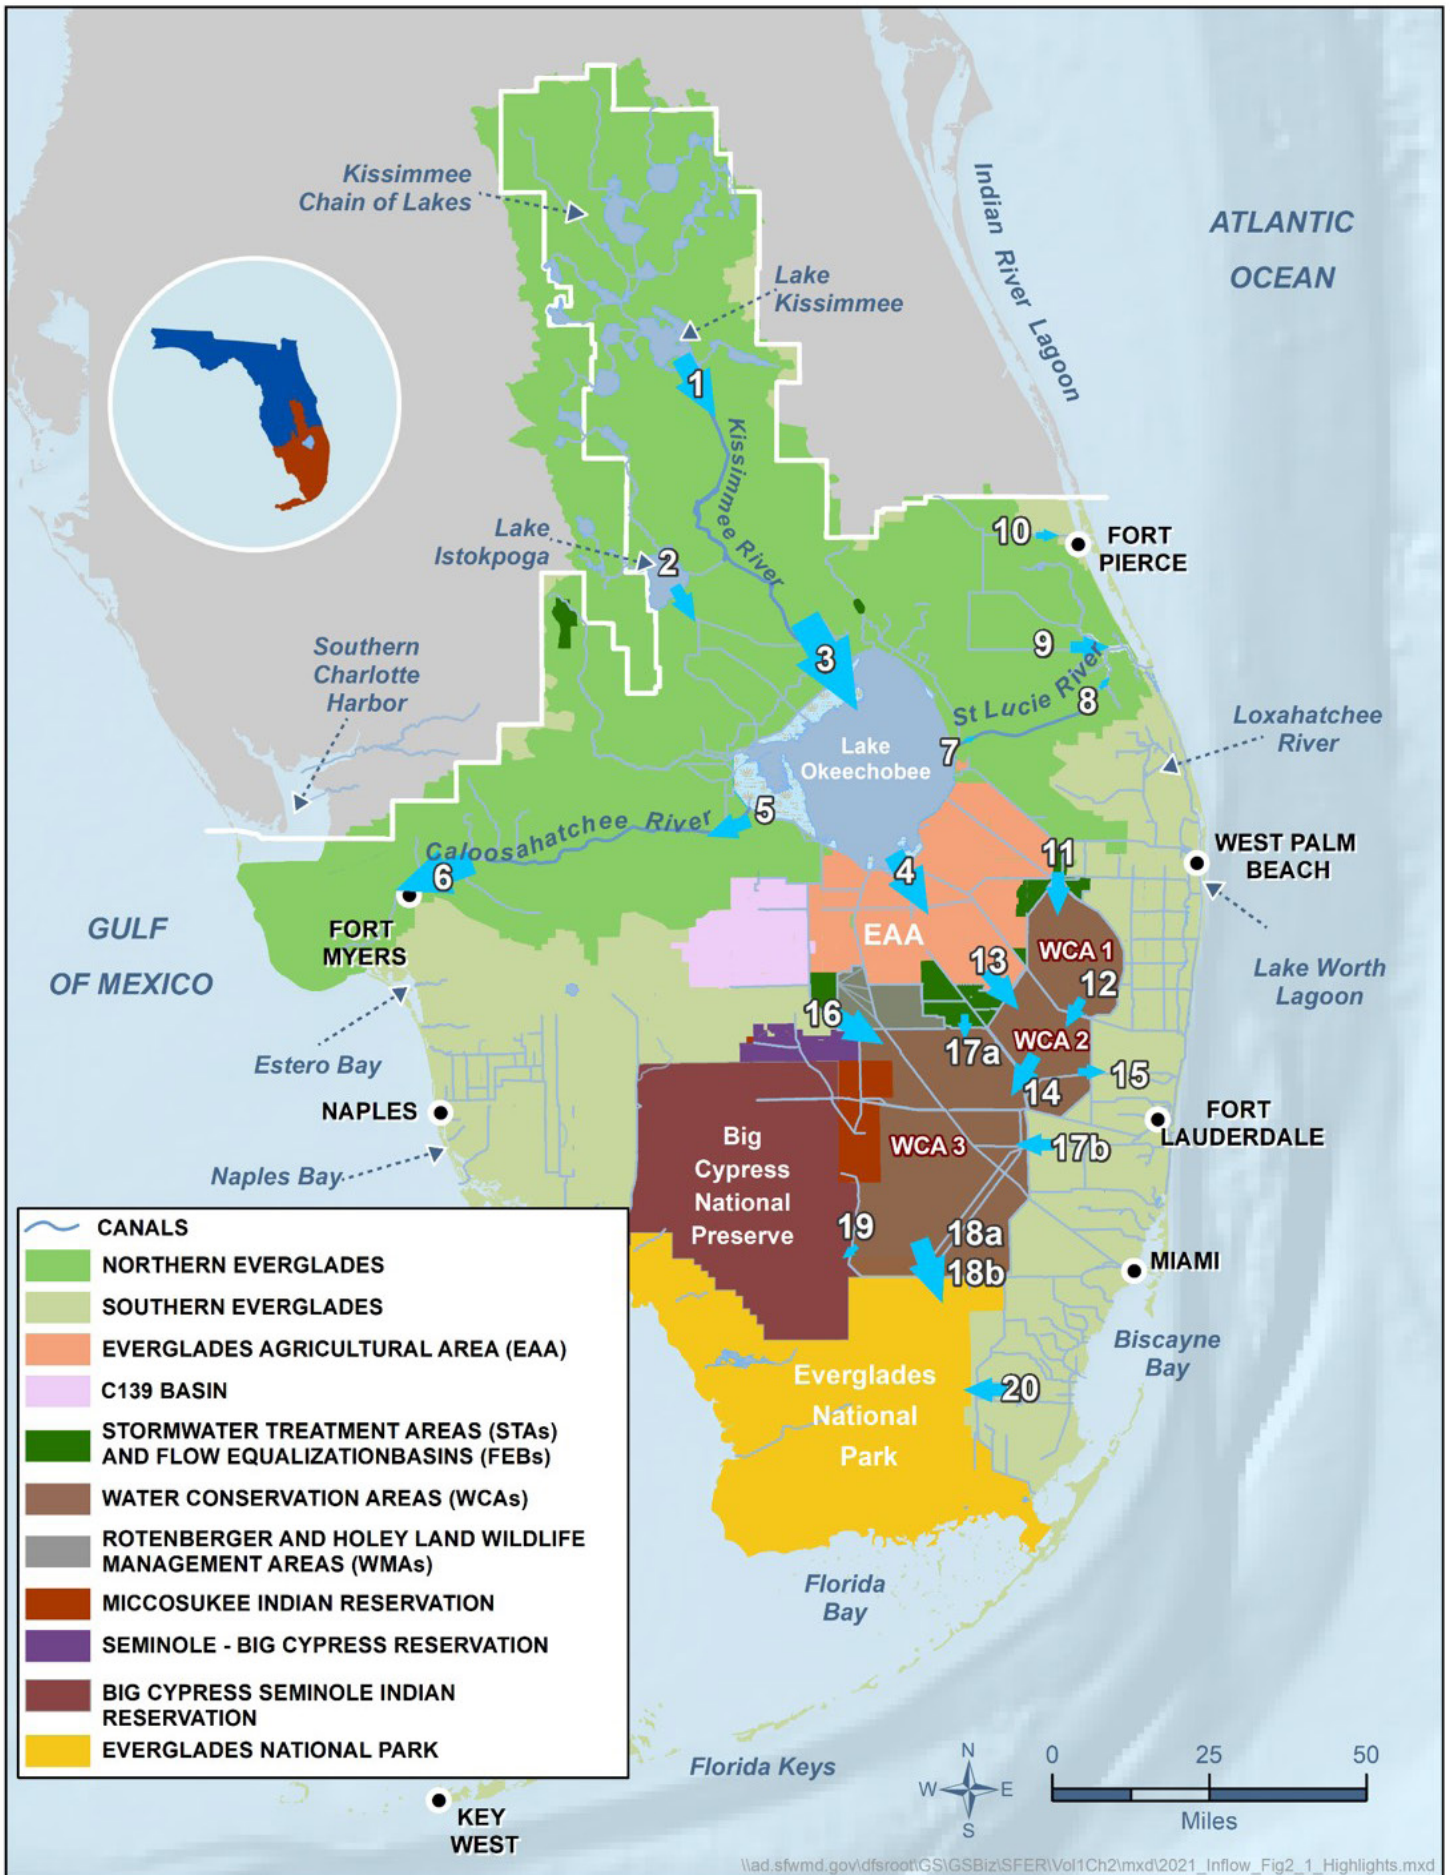 Kissimmee
Chain of Lakes
Indian River Lagoon
ATLANTIC
OCEAN
Lake
Kissimmee
1
Kissimmee River
Lake
Istokpoga
2
10
FORT
PIERCE
Southern
Charlotte
Harbor
3
9
8
St Lucie River
Loxahatchee
River
7
Lake
Okeechobee
5
Caloosahatchee River
6
4
11
WEST PALM
BEACH
GULF
OF MEXICO
FORT
MYERS
EAA
WCA 1
13
12
Lake Worth
Lagoon
16
17a
WCA 2
Estero Bay
14
15
NAPLES
FORT
LAUDERDALE
Big
Cypress
National
Preserve
WCA 3
17b
Naples Bay
19
18a
18b
MIAMI
Biscayne
Bay
Everglades
National
Park
20
CANALS
NORTHERN EVERGLADES
SOUTHERN EVERGLADES
EVERGLADES AGRICULTURAL AREA (EAA)
C139 BASIN
STORMWATER TREATMENT AREAS (STAs)
AND FLOW EQUALIZATIONBASINS (FEBs)
WATER CONSERVATION AREAS (WCAs)
ROTENBERGER AND HOLEY LAND WILDLIFE
MANAGEMENT AREAS (WMAs)
MICCOSUKEE INDIAN RESERVATION
SEMINOLE - BIG CYPRESS RESERVATION
BIG CYPRESS SEMINOLE INDIAN
RESERVATION
EVERGLADES NATIONAL PARK
Florida
Bay
Florida Keys
KEY
WEST
N
W E
S
0 25 50
Miles
\\ad.sfwmd.gov\dfsroot\GS\GSBiz\SFER\Vol1Ch2\mxd\2021_Inflow_Fig2_1_Highlights.mxd